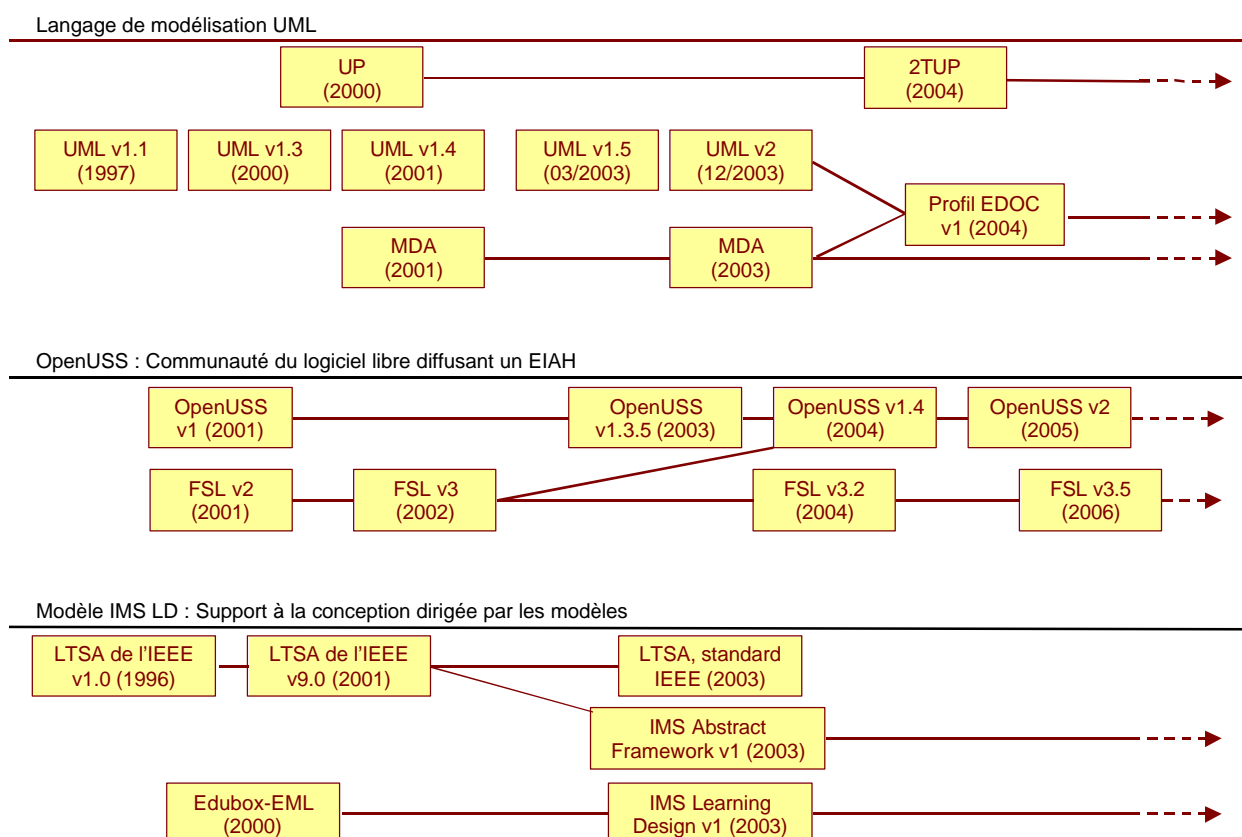 Langage de modélisation UML
UP
(2000)
2TUP
(2004)
UML v1.1
(1997)
UML v1.3
(2000)
UML v1.4
(2001)
UML v1.5
(03/2003)
UML v2
(12/2003)
Profil EDOC
v1 (2004)
MDA
(2001)
MDA
(2003)
OpenUSS : Communauté du logiciel libre diffusant un EIAH
OpenUSS
v1 (2001)
OpenUSS
v1.3.5 (2003)
OpenUSS v1.4
(2004)
OpenUSS v2
(2005)
FSL v2
(2001)
FSL v3
(2002)
FSL v3.2
(2004)
FSL v3.5
(2006)
Modèle IMS LD : Support à la conception dirigée par les modèles
LTSA de l'IEEE
v1.0 (1996)
LTSA de l'IEEE
v9.0 (2001)
LTSA, standard
IEEE (2003)
IMS Abstract
Framework v1 (2003)
Edubox-EML
(2000)
IMS Learning
Design v1 (2003)